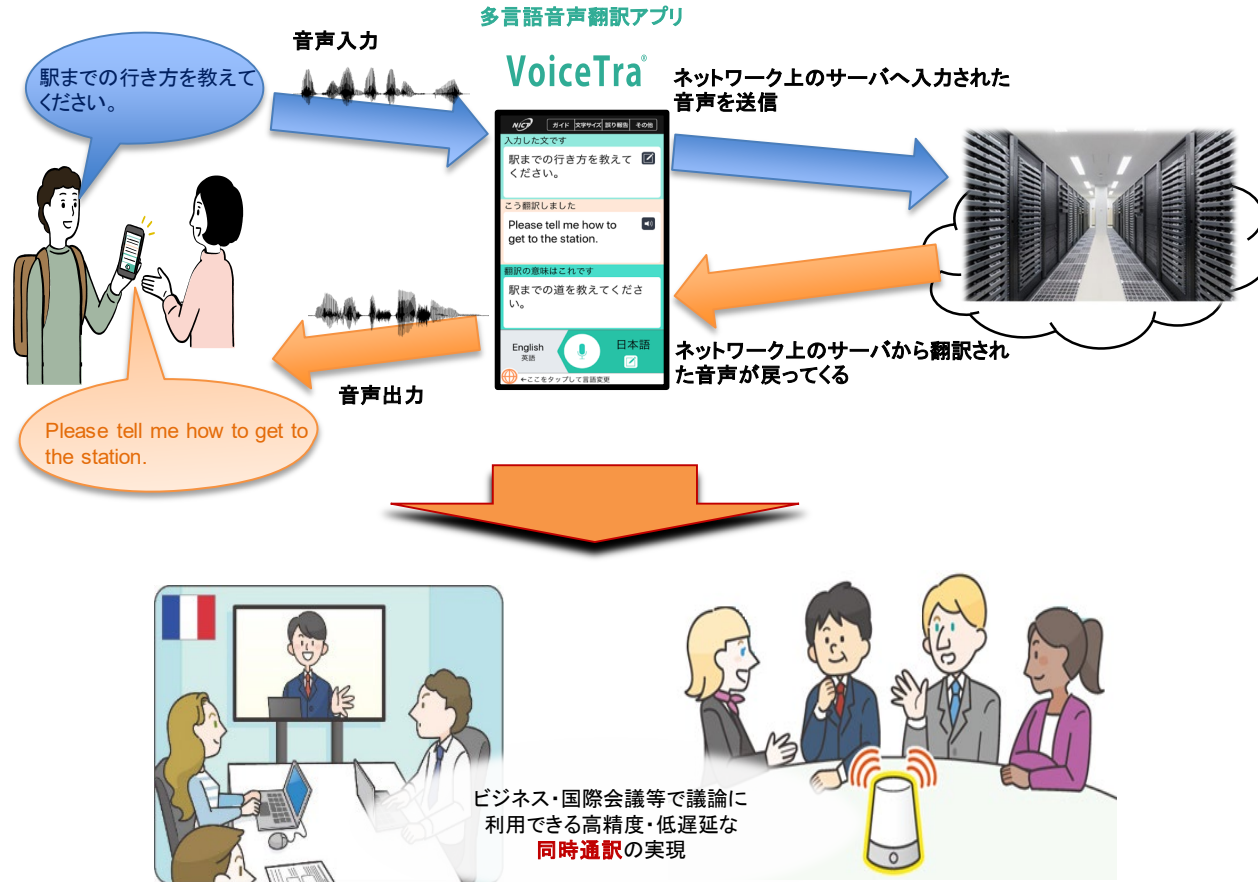 多言語音声翻訳アプリ
VoiceTra®
音声入力
駅までの行き方を教えて
ください。
ネットワーク上のサーバへ入力された
音声を送信
NICT
ガイド 文字サイズ 誤り報告 その他
入力した文です
駅までの行き方を教えて
ください。
こう翻訳しました
Please tell me how to
get to the station.
翻訳の意味はこれです
駅までの道を教えてくださ
い。
English
英語
日本語
←ここをタップして言語変更
ネットワーク上のサーバから翻訳され
た音声が戻ってくる
音声出力
Please tell me how to get to
the station.
ビジネス・国際会議等で議論に
利用できる高精度・低遅延な
同時通訳の実現